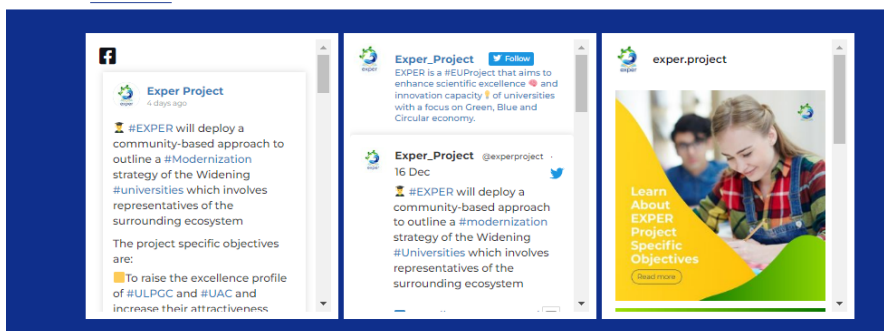 Exper Project
4 days ago
#EXPER will deploy a
community-based approach to
outline a #Modernization
strategy of the Widening
#universities which involves
representatives of the
surrounding ecosystem
The project specific objectives
are:
To raise the excellence profile
of #ULPGC and #UAC and
increase their attractiveness
exper
Exper_Project Follow
EXPER is a #EUProject that aims to
enhance scientific excellence and
innovation capacity of universities
with a focus on Green, Blue and
Circular economy.
Exper_Project @experproject ·
16 Dec
#EXPER will deploy a
community-based approach
to outline a #modernization
strategy of the Widening
#Universities which involves
representatives of the
surrounding ecosystem
exper
exper.project
Learn
About
EXPER
Project
Specific
Objectives
Read more